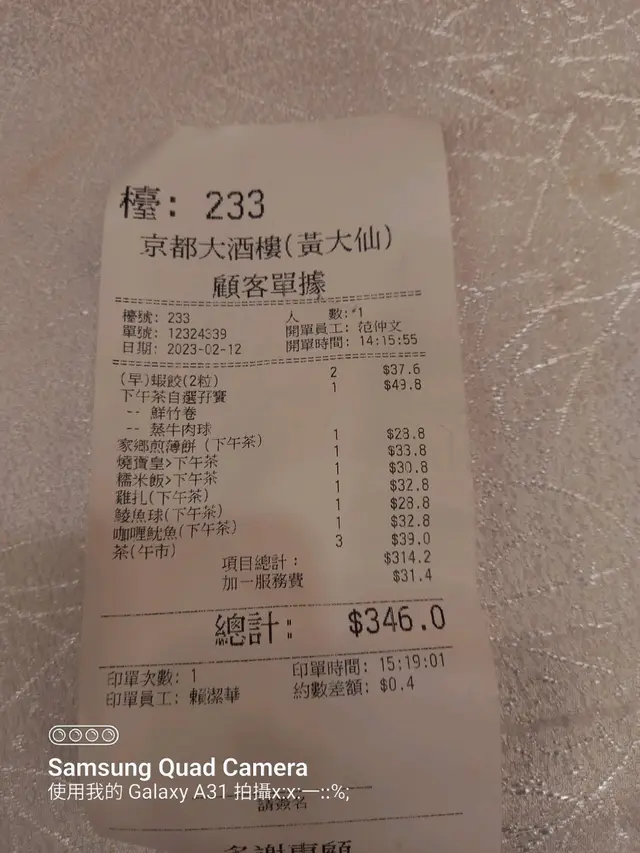 檯: 233
京都大酒樓(黃大仙)
顧客單據
檯號: 233 人 數: 1
單號: 12324339 開單員工: 范仲文
日期: 2023-02-12 開單時間: 14:15:55
(早)蝦餃(2粒) 2 $37.6
下午茶自選孖寶 1 $49.8
-- 鮮竹卷
-- 蒸牛肉球
家鄉煎薄餅 (下午茶) 1 $28.8
燒賣皇>下午茶 1 $33.8
糯米飯>下午茶 1 $30.8
雞扎(下午茶) 1 $32.8
鯪魚球(下午茶) 1 $28.8
咖喱魷魚(下午茶) 1 $32.8
茶(午市) 3 $39.0
項目總計: $314.2
加一服務費 $31.4
總計: $346.0
印單次數: 1 印單時間: 15:19:01
印單員工: 賴潔華 約數差額: $0.4
Samsung Quad Camera
使用我的 Galaxy A31 拍攝x:x:一::%;
請簽名
多謝惠顧